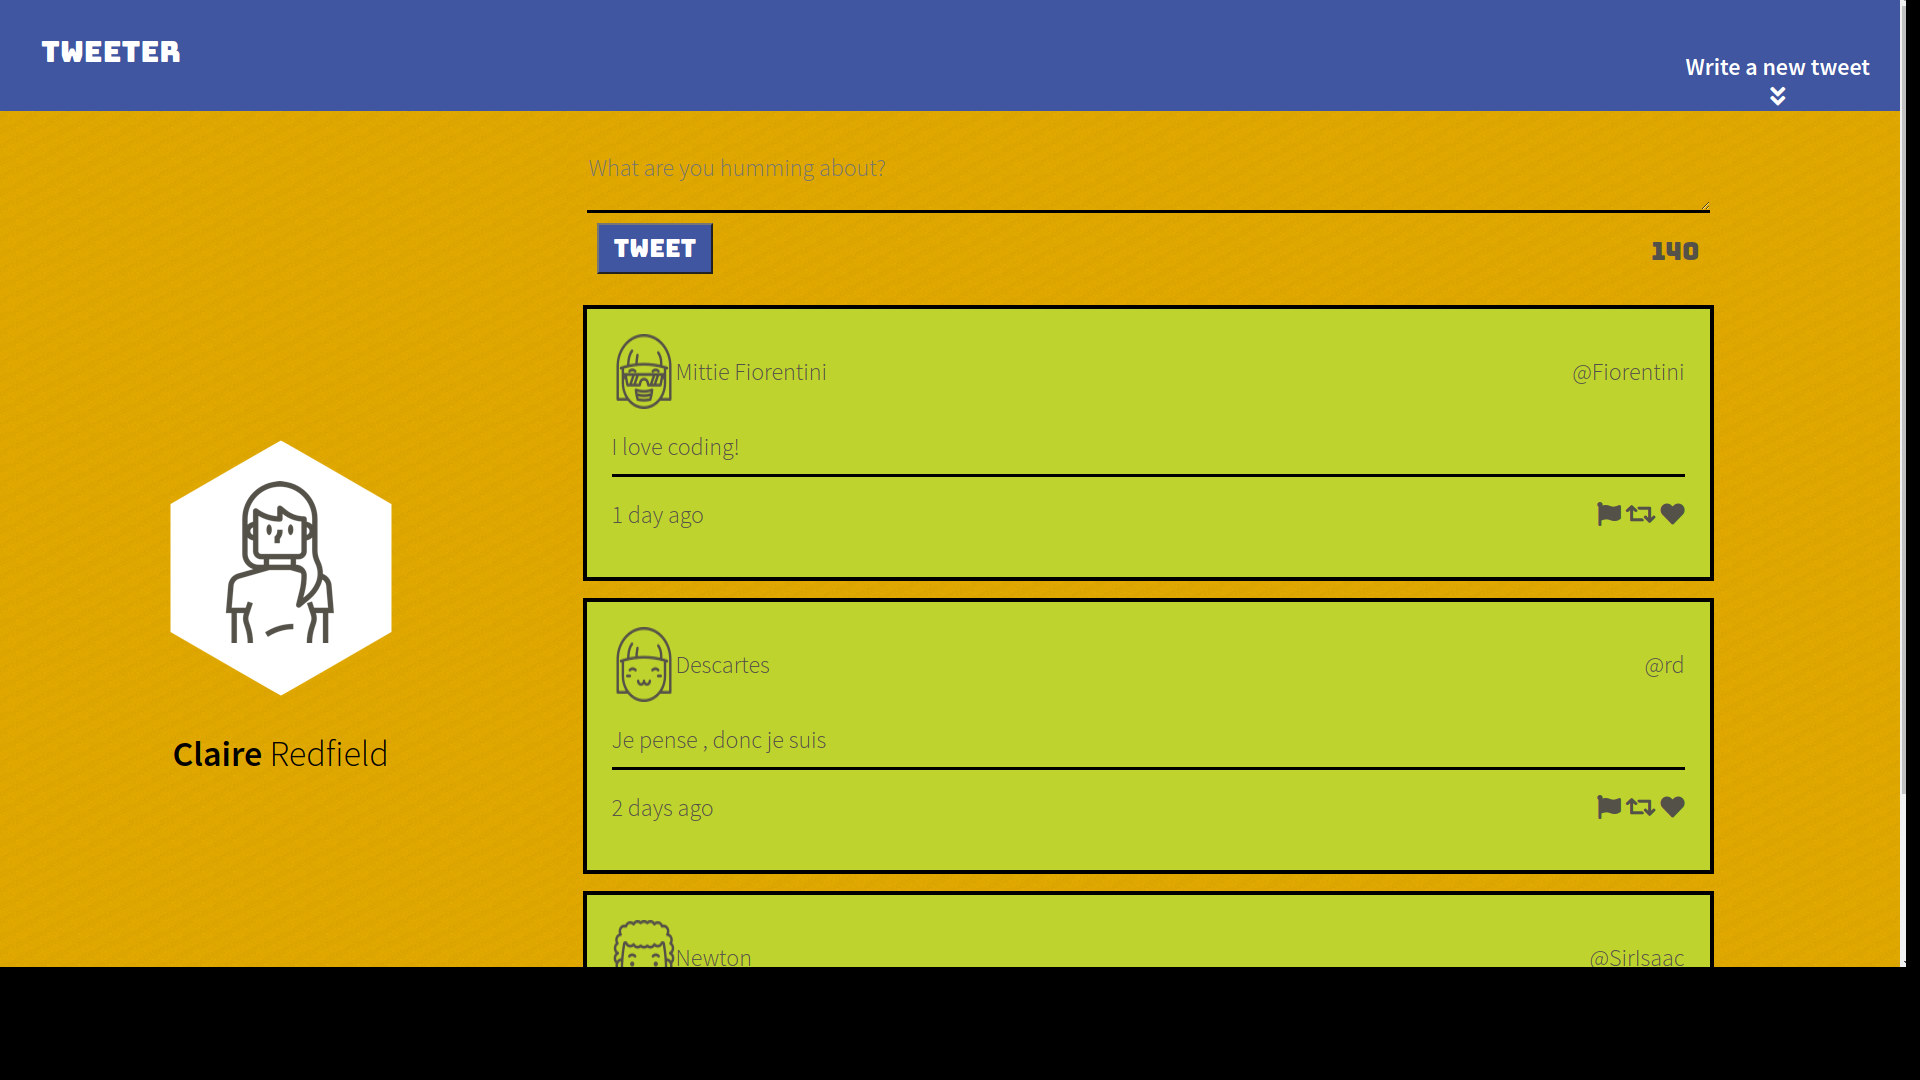 TWEETER
Write a new tweet
What are you humming about?
TWEET
140
Mittie Fiorentini
@Fiorentini
I love coding!
1 day ago
Descartes
@rd
Je pense , donc je suis
2 days ago
Claire Redfield
Newton
@SirIsaac